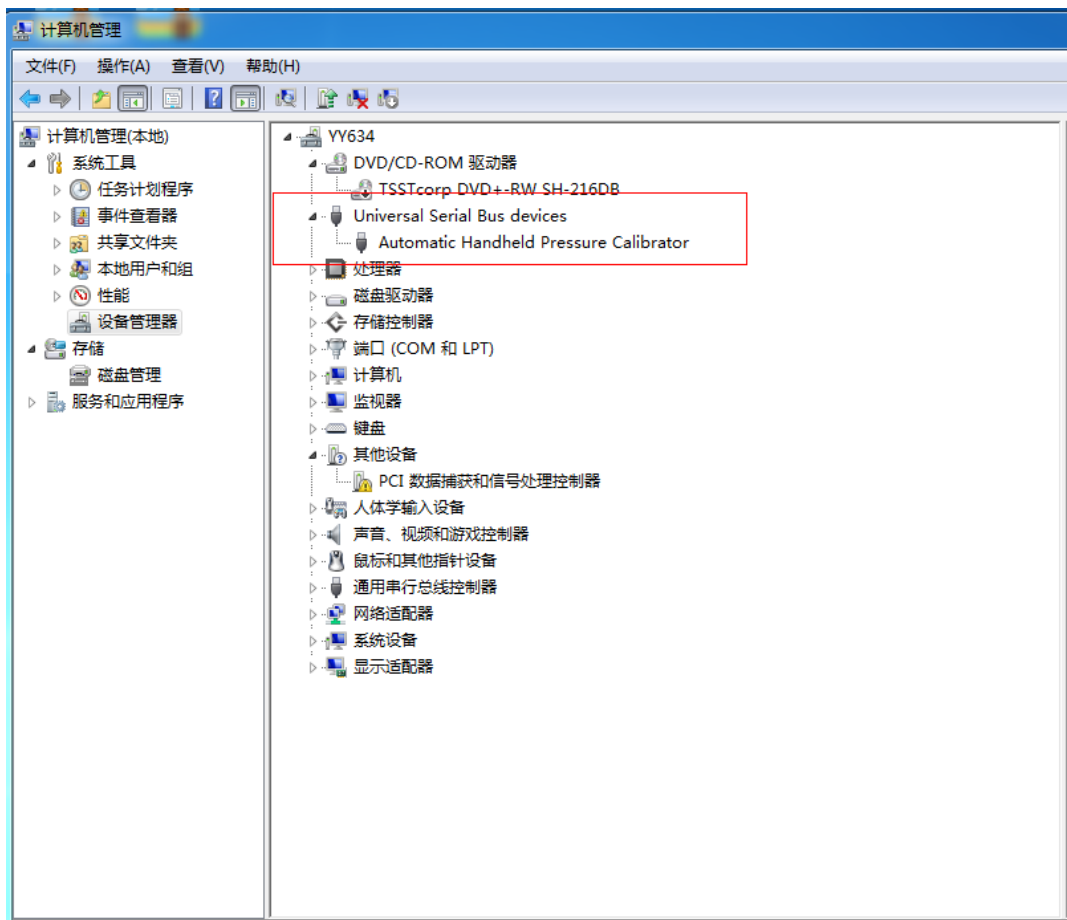 计算机管理
文件(F) 操作(A) 查看(V) 帮助(H)
计算机管理(本地)
系统工具
任务计划程序
事件查看器
共享文件夹
本地用户和组
性能
设备管理器
存储
磁盘管理
服务和应用程序
YY634
DVD/CD-ROM 驱动器
TSSTcorp DVD+-RW SH-216DB
Universal Serial Bus devices
Automatic Handheld Pressure Calibrator
处理器
磁盘驱动器
存储控制器
端口 (COM 和 LPT)
计算机
监视器
键盘
其他设备
PCI 数据捕获和信号处理控制器
人体学输入设备
声音、视频和游戏控制器
鼠标和其他指针设备
通用串行总线控制器
网络适配器
系统设备
显示适配器